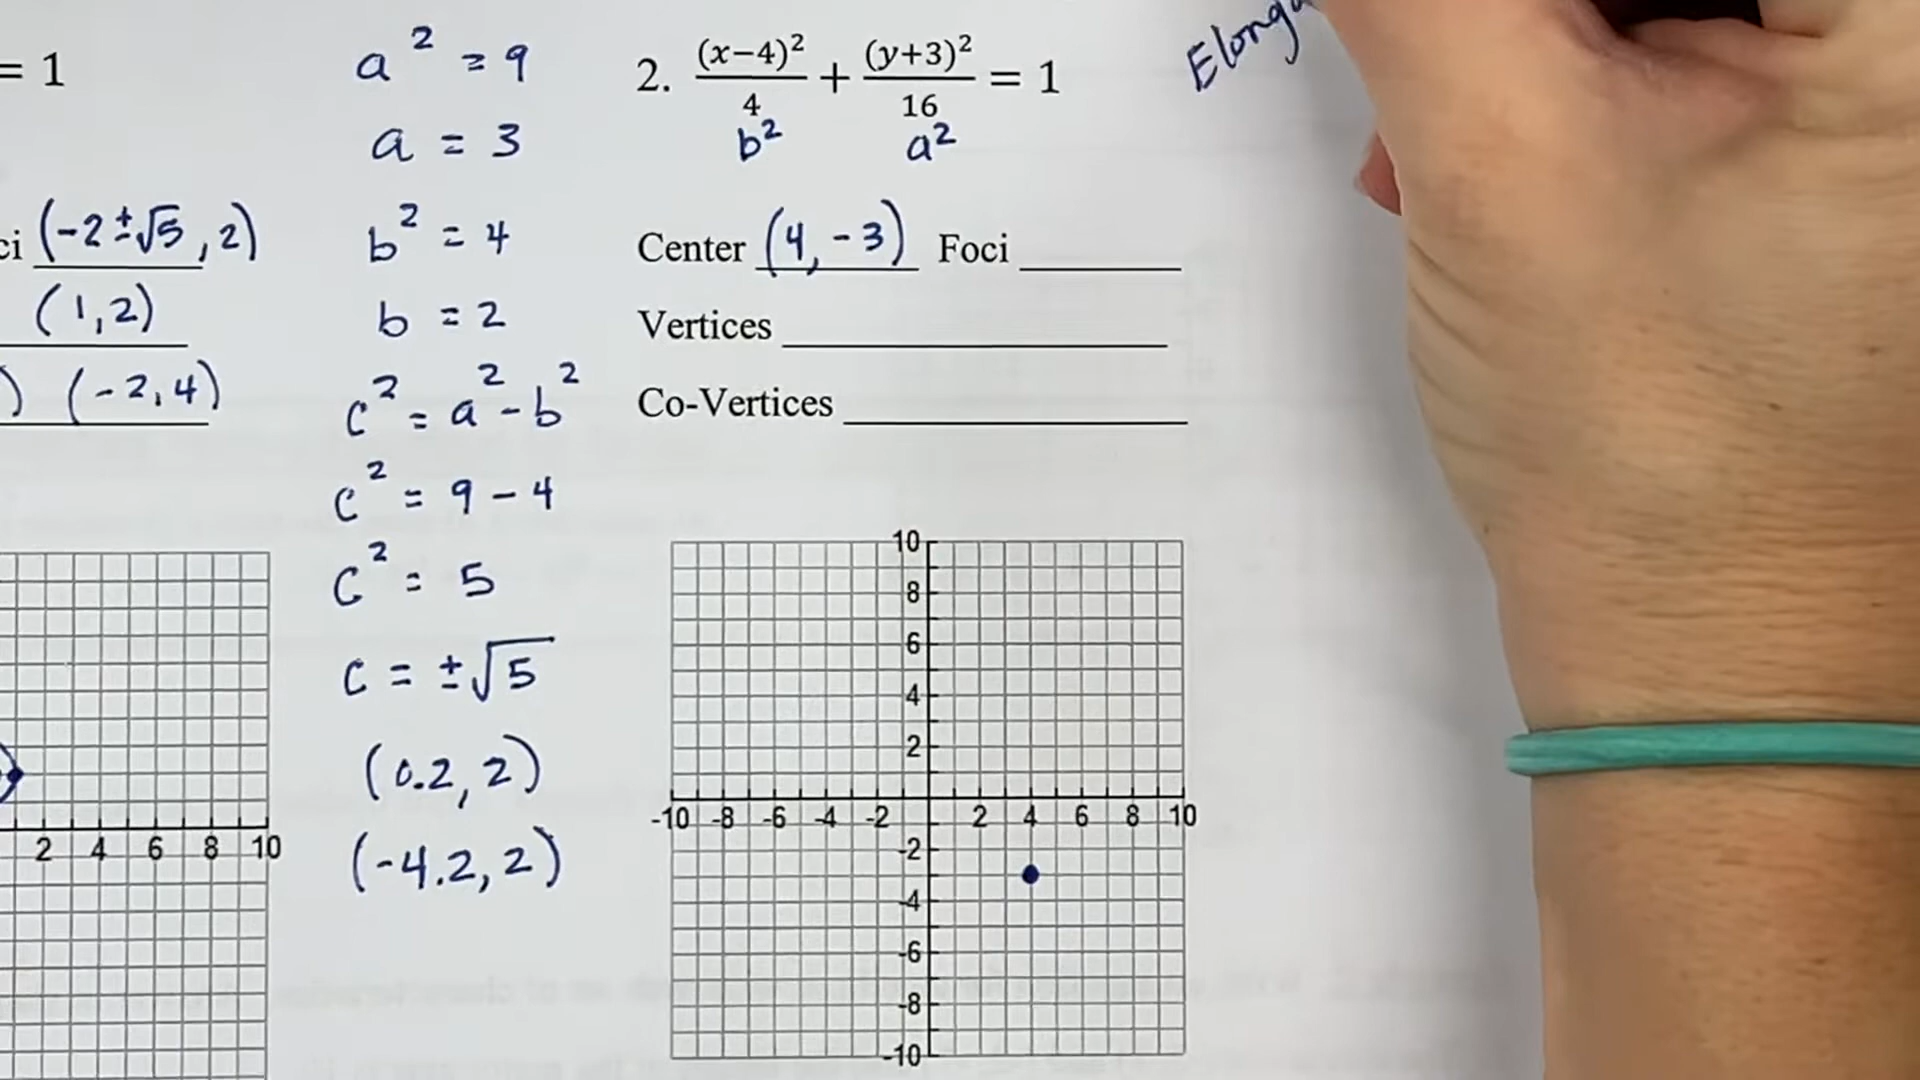 = 1
ci (-2±√5, 2)
(1,2)
) (-2,4)
2 4 6 8 10
a² = 9
a = 3
b² = 4
b = 2
c² = a² - b²
c² = 9 - 4
c² = 5
c = ±√5
(0.2, 2)
(-4.2, 2)
2. (x−4)²/4 + (y+3)²/16 = 1
b² a²
Elonga
Center (4, -3) Foci
Vertices
Co-Vertices
10
8
6
4
2
-10 -8 -6 -4 -2 2 4 6 8 10
-2
-4
-6
-8
-10